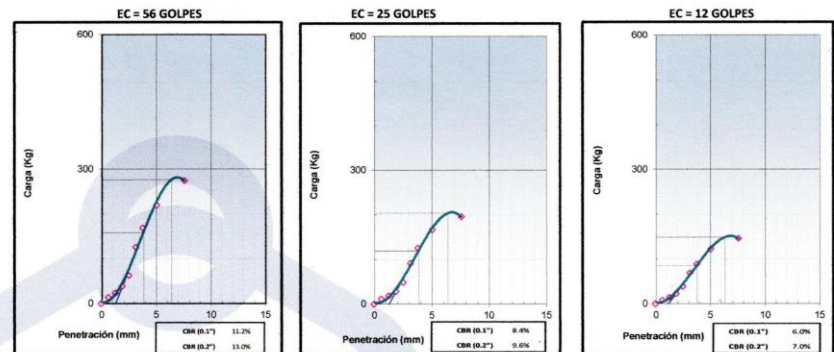 EC = 56 GOLPES
600
300
0
Carga (Kg)
0 5 10 15
Penetración (mm)
CBR (0.1") 11.2%
CBR (0.2") 13.0%
EC = 25 GOLPES
600
300
0
Carga (Kg)
0 5 10 15
Penetración (mm)
CBR (0.1") 8.4%
CBR (0.2") 9.6%
EC = 12 GOLPES
600
300
0
Carga (Kg)
0 5 10 15
Penetración (mm)
CBR (0.1") 6.0%
CBR (0.2") 7.0%